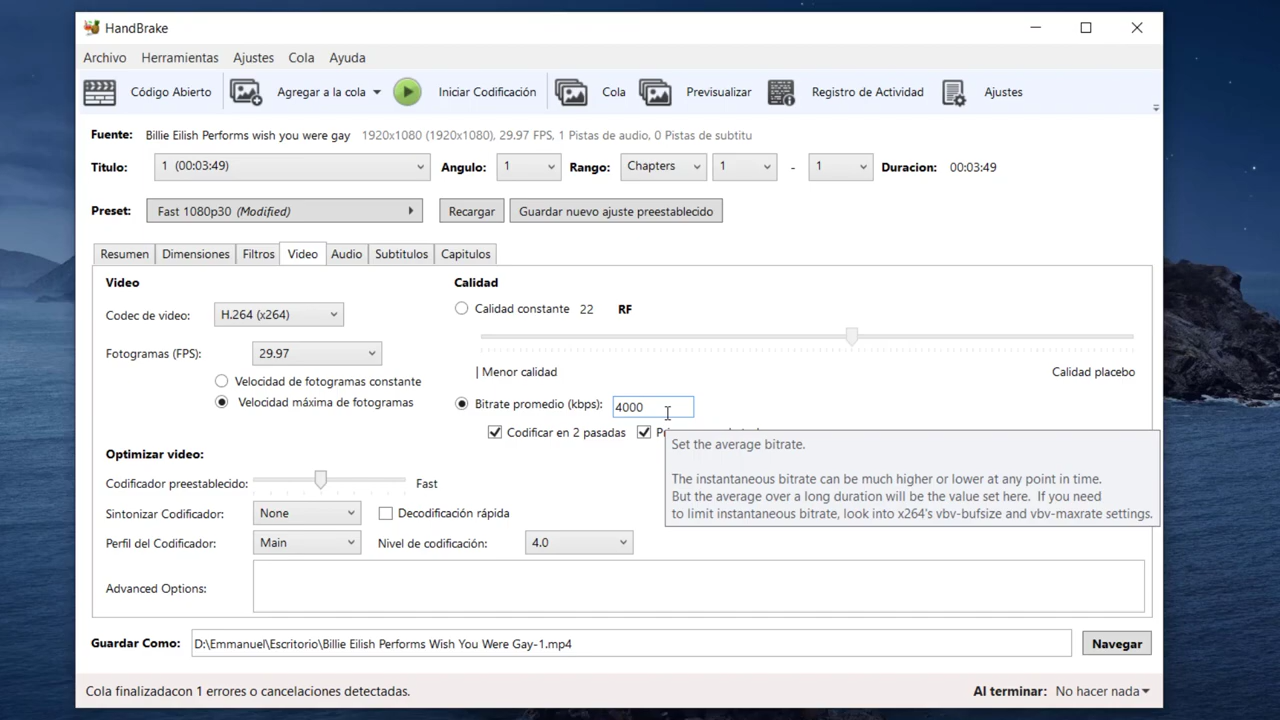 HandBrake
Archivo Herramientas Ajustes Cola Ayuda
Código Abierto Agregar a la cola Iniciar Codificación Cola Previsualizar Registro de Actividad Ajustes
Fuente: Billie Eilish Performs wish you were gay 1920x1080 (1920x1080), 29.97 FPS, 1 Pistas de audio, 0 Pistas de subtitu
Titulo: 1 (00:03:49) Angulo: 1 Rango: Chapters 1 - 1 Duracion: 00:03:49
Preset: Fast 1080p30 (Modified) Recargar Guardar nuevo ajuste preestablecido
Resumen Dimensiones Filtros Video Audio Subtitulos Capitulos
Video Calidad
Codec de video: H.264 (x264) Calidad constante 22 RF
Fotogramas (FPS): 29.97
| Menor calidad Calidad placebo
Velocidad de fotogramas constante
Velocidad máxima de fotogramas Bitrate promedio (kbps): 4000
Codificar en 2 pasadas
Set the average bitrate.
The instantaneous bitrate can be much higher or lower at any point in time.
But the average over a long duration will be the value set here. If you need
to limit instantaneous bitrate, look into x264's vbv-bufsize and vbv-maxrate settings.
Optimizar video:
Codificador preestablecido: Fast
Sintonizar Codificador: None Decodificación rápida
Perfil del Codificador: Main Nivel de codificación: 4.0
Advanced Options:
Guardar Como: D:\Emmanuel\Escritorio\Billie Eilish Performs Wish You Were Gay-1.mp4 Navegar
Cola finalizadacon 1 errores o cancelaciones detectadas. Al terminar: No hacer nada